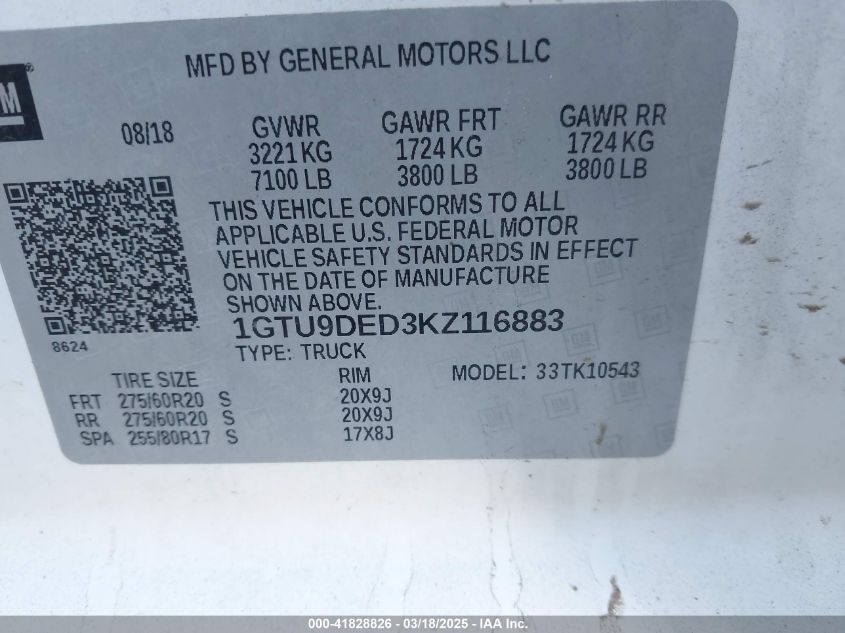 MFD BY GENERAL MOTORS LLC
GM®
08/18
GVWR GAWR FRT GAWR RR
3221 KG 1724 KG 1724 KG
7100 LB 3800 LB 3800 LB
THIS VEHICLE CONFORMS TO ALL
APPLICABLE U.S. FEDERAL MOTOR
VEHICLE SAFETY STANDARDS IN EFFECT
ON THE DATE OF MANUFACTURE
SHOWN ABOVE.
8624
1GTU9DED3KZ116883
TYPE: TRUCK
MODEL: 33TK10543
TIRE SIZE RIM
FRT 275/60R20 S 20X9J
RR 275/60R20 S 20X9J
SPA 255/80R17 S 17X8J
000-41828826 / 03/18/2025 - IAA Inc.